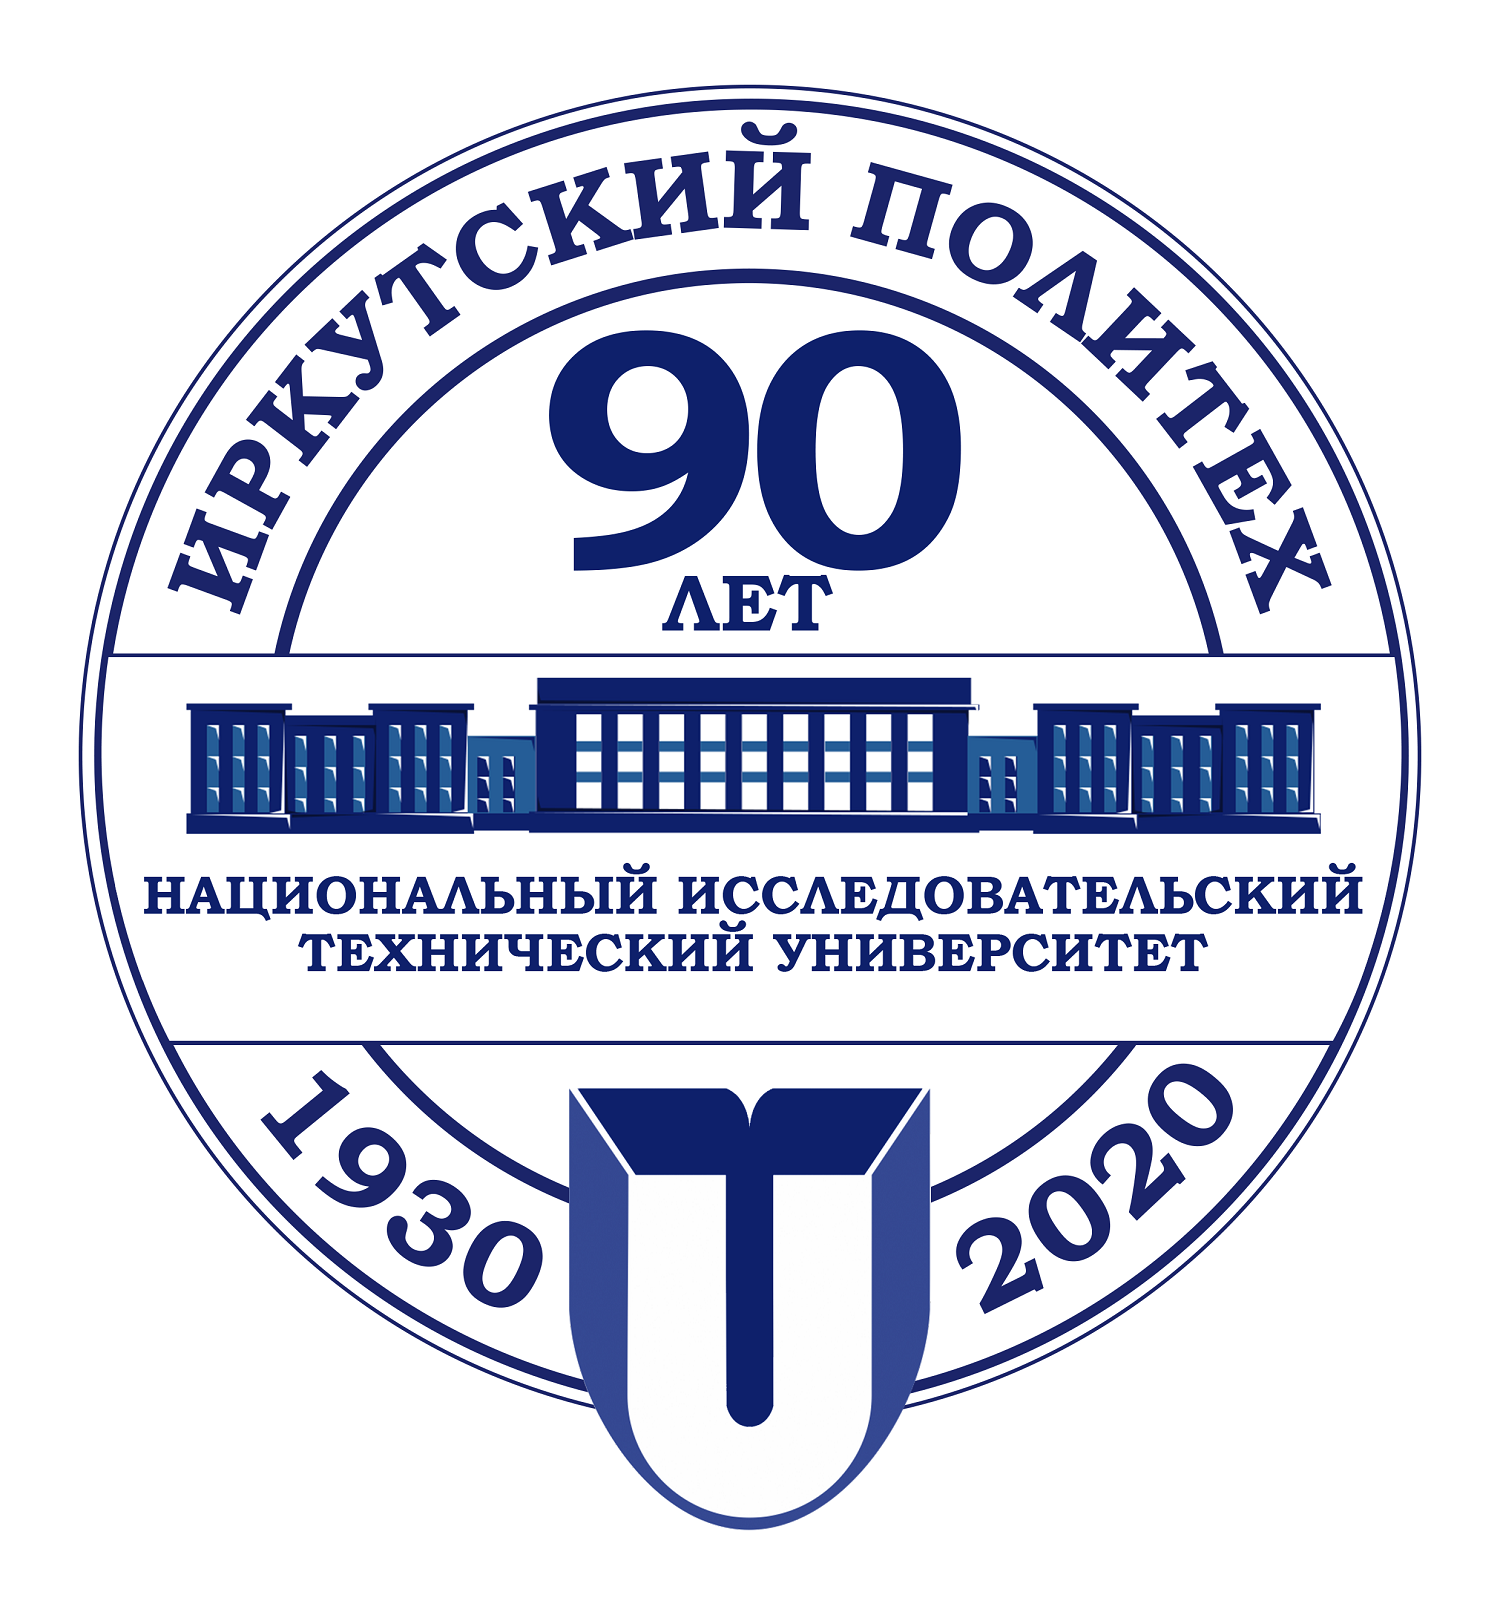 ИРКУТСКИЙ ПОЛИТЕХ
90
ЛЕТ
НАЦИОНАЛЬНЫЙ ИССЛЕДОВАТЕЛЬСКИЙ
ТЕХНИЧЕСКИЙ УНИВЕРСИТЕТ
1930
2020